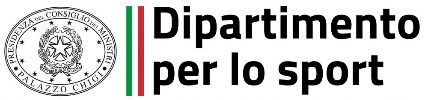 PRESIDENZA DEL CONSIGLIO DEI MINISTRI
PALAZZO CHIGI
Dipartimento
per lo sport